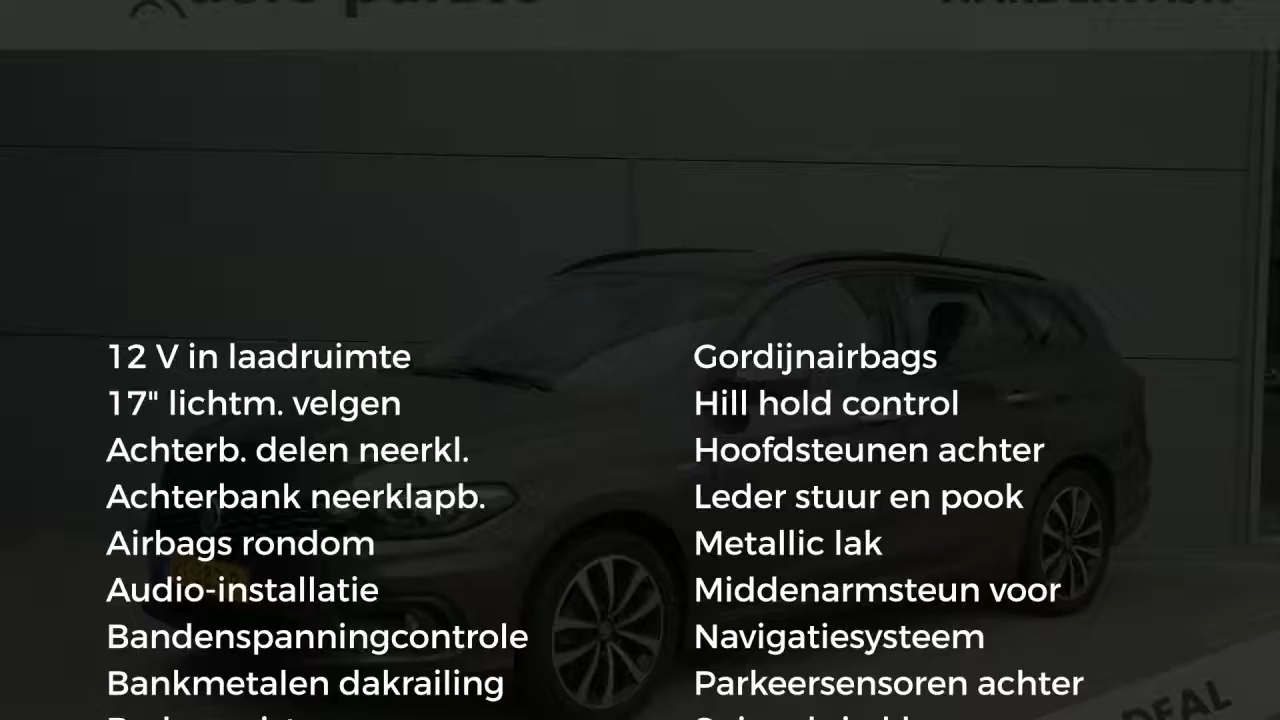 12 V in laadruimte
17" lichtm. velgen
Achterb. delen neerkl.
Achterbank neerklapb.
Airbags rondom
Audio-installatie
Bandenspanningcontrole
Bankmetalen dakrailing
Gordijnairbags
Hill hold control
Hoofdsteunen achter
Leder stuur en pook
Metallic lak
Middenarmsteun voor
Navigatiesysteem
Parkeersensoren achter
DEAL